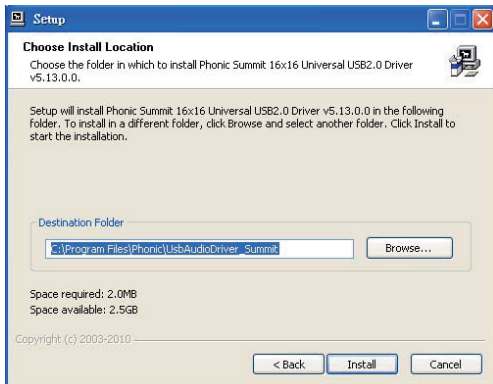 Setup
Choose Install Location
Choose the folder in which to install Phonic Summit 16x16 Universal USB2.0 Driver
v5.13.0.0.
Setup will install Phonic Summit 16x16 Universal USB2.0 Driver v5.13.0.0 in the following
folder. To install in a different folder, click Browse and select another folder. Click Install to
start the installation.
Destination Folder
C:\Program Files\Phonic\UsbAudioDriver_Summit
Browse...
Space required: 2.0MB
Space available: 2.5GB
Copyright (c) 2003-2010
< Back Install Cancel